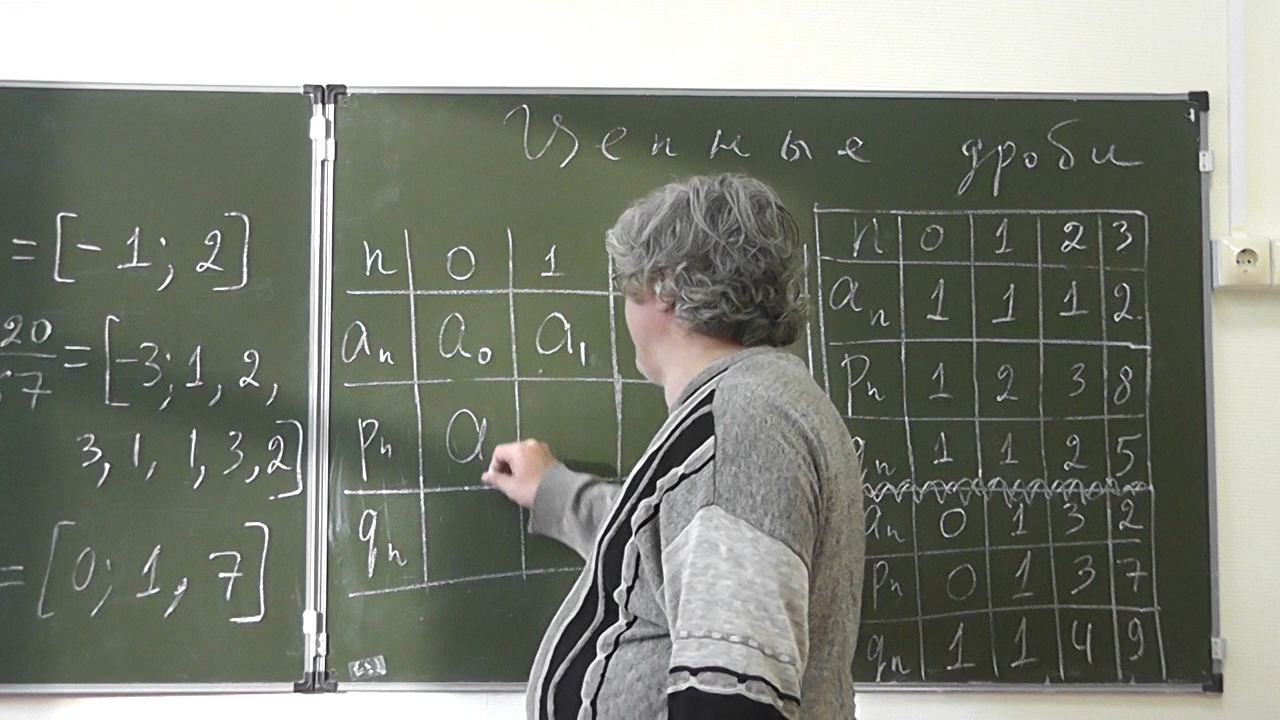 Цепные дроби
= [-1; 2]
20 = [-3; 1, 2,
7
3, 1, 1, 3, 2]
= [0; 1, 7]
n 0 1
aₙ a₀ a₁
pₙ a
qₙ
n 0 1 2 3
aₙ 1 1 1 2
pₙ 1 2 3 8
qₙ 1 1 2 5
aₙ 0 1 3 2
pₙ 0 1 3 7
qₙ 1 1 4 9